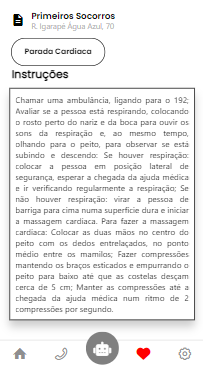 Primeiros Socorros
R. Igarapé Água Azul, 70
Parada Cardíaca
Instruções
Chamar uma ambulância, ligando para o 192;
Avaliar se a pessoa está respirando, colocando
o rosto perto do nariz e da boca para ouvir os
sons da respiração e, ao mesmo tempo,
olhando para o peito, para observar se está
subindo e descendo: Se houver respiração:
colocar a pessoa em posição lateral de
segurança, esperar a chegada da ajuda médica
e ir verificando regularmente a respiração; Se
não houver respiração: virar a pessoa de
barriga para cima numa superfície dura e iniciar
a massagem cardíaca. Para fazer a massagem
cardíaca: Colocar as duas mãos no centro do
peito com os dedos entrelaçados, no ponto
médio entre os mamilos; Fazer compressões
mantendo os braços esticados e empurrando o
peito para baixo até que as costelas desçam
cerca de 5 cm; Manter as compressões até a
chegada da ajuda médica num ritmo de 2
compressões por segundo.